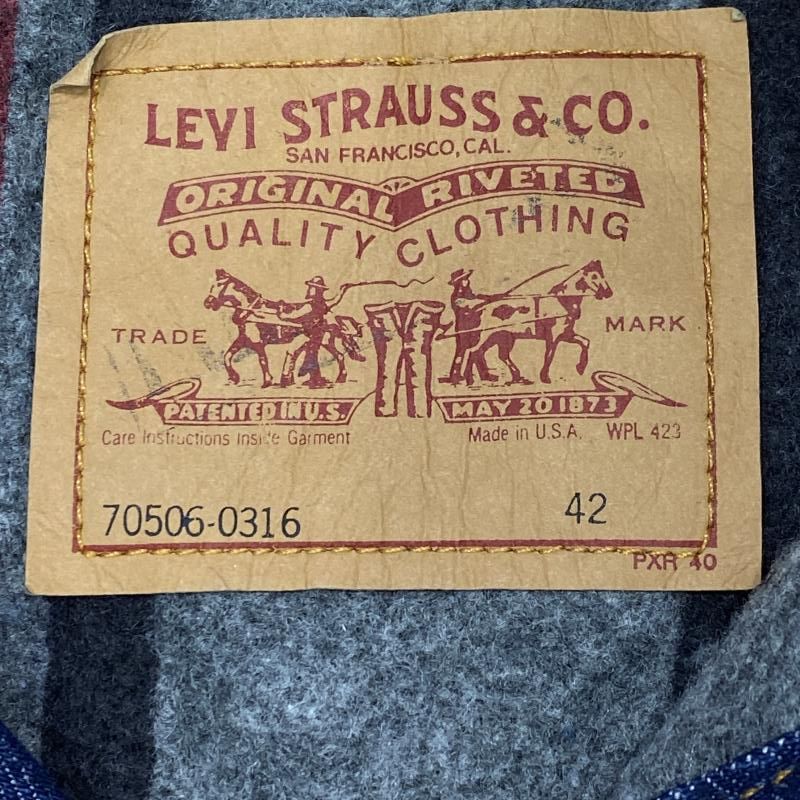 LEVI STRAUSS & CO.
SAN FRANCISCO, CAL.
ORIGINAL RIVETED
QUALITY CLOTHING
TRADE MARK
PATENTED IN U.S. MAY 20 1873
Care Instructions Inside Garment Made in U.S.A. WPL 423
70506-0316 42
PXR 40